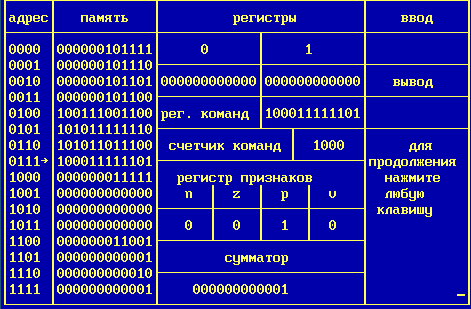 адрес память регистры ввод
0000 000000101111 0 1
0001 000000101110
0010 000000101101 000000000000 000000000000 вывод
0011 000000101100
0100 100111001100 рег. команд 100011111101
0101 101011111110
0110 101011011100 счетчик команд 1000 для
0111→ 100011111101 продолжения
1000 000000011111 регистр признаков нажмите
1001 000000000000 n z p v любую
1010 000000000000 клавишу
1011 000000000000 0 0 1 0
1100 000000011001
1101 000000000001 сумматор
1110 000000000010
1111 000000000001 000000000001 _